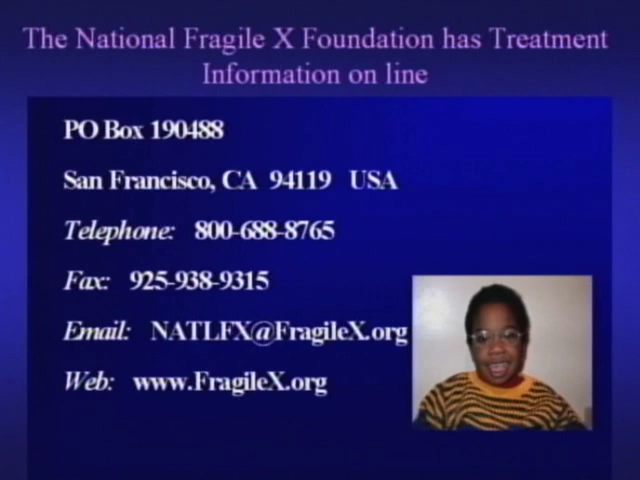 The National Fragile X Foundation has Treatment
Information on line
PO Box 190488
San Francisco, CA 94119 USA
Telephone: 800-688-8765
Fax: 925-938-9315
Email: NATLFX@FragileX.org
Web: www.FragileX.org